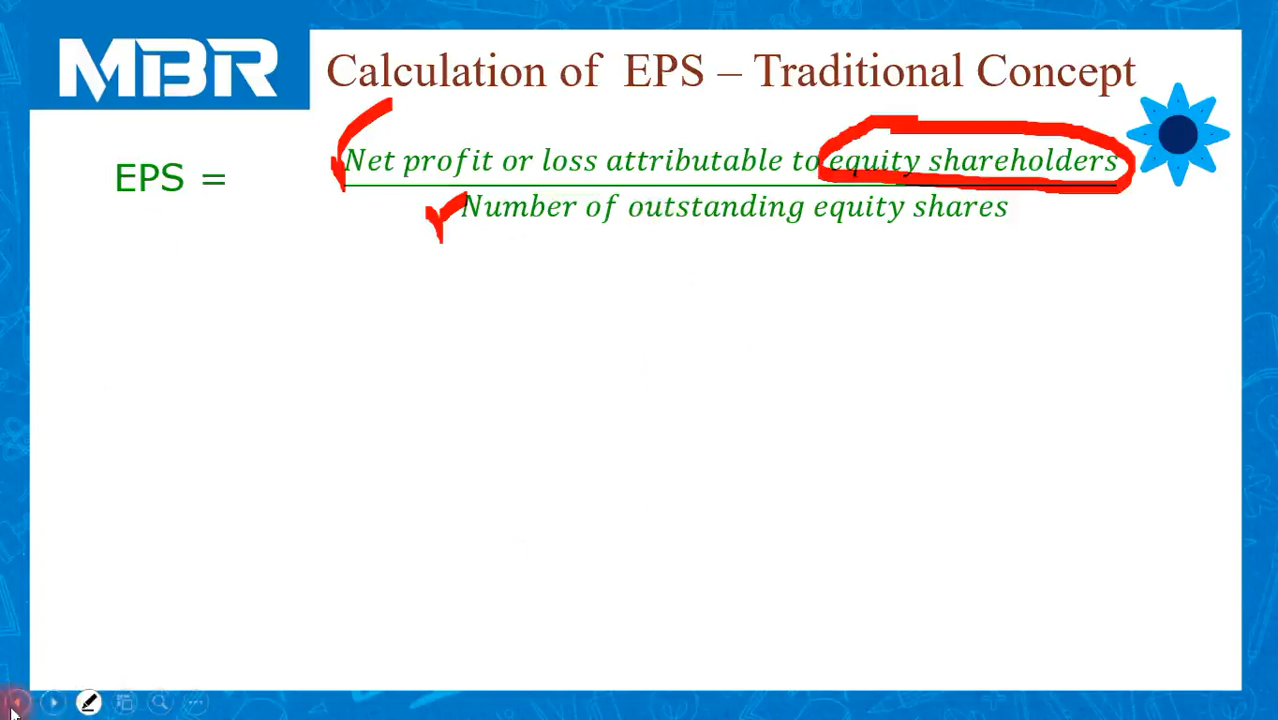 MBR
Calculation of EPS – Traditional Concept
EPS =
Net profit or loss attributable to equity shareholders
Number of outstanding equity shares